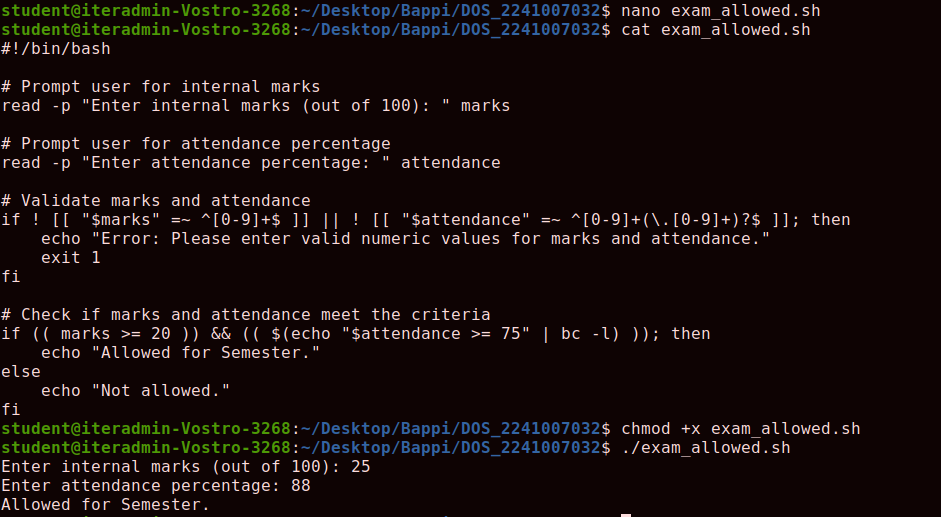 student@iteradmin-Vostro-3268:~/Desktop/Bappi/DOS_2241007032$ nano exam_allowed.sh
student@iteradmin-Vostro-3268:~/Desktop/Bappi/DOS_2241007032$ cat exam_allowed.sh
#!/bin/bash

# Prompt user for internal marks
read -p "Enter internal marks (out of 100): " marks

# Prompt user for attendance percentage
read -p "Enter attendance percentage: " attendance

# Validate marks and attendance
if ! [[ "$marks" =~ ^[0-9]+$ ]] || ! [[ "$attendance" =~ ^[0-9]+(\.[0-9]+)?$ ]]; then
    echo "Error: Please enter valid numeric values for marks and attendance."
    exit 1
fi

# Check if marks and attendance meet the criteria
if (( marks >= 20 )) && (( $(echo "$attendance >= 75" | bc -l) )); then
    echo "Allowed for Semester."
else
    echo "Not allowed."
fi
student@iteradmin-Vostro-3268:~/Desktop/Bappi/DOS_2241007032$ chmod +x exam_allowed.sh
student@iteradmin-Vostro-3268:~/Desktop/Bappi/DOS_2241007032$ ./exam_allowed.sh
Enter internal marks (out of 100): 25
Enter attendance percentage: 88
Allowed for Semester.